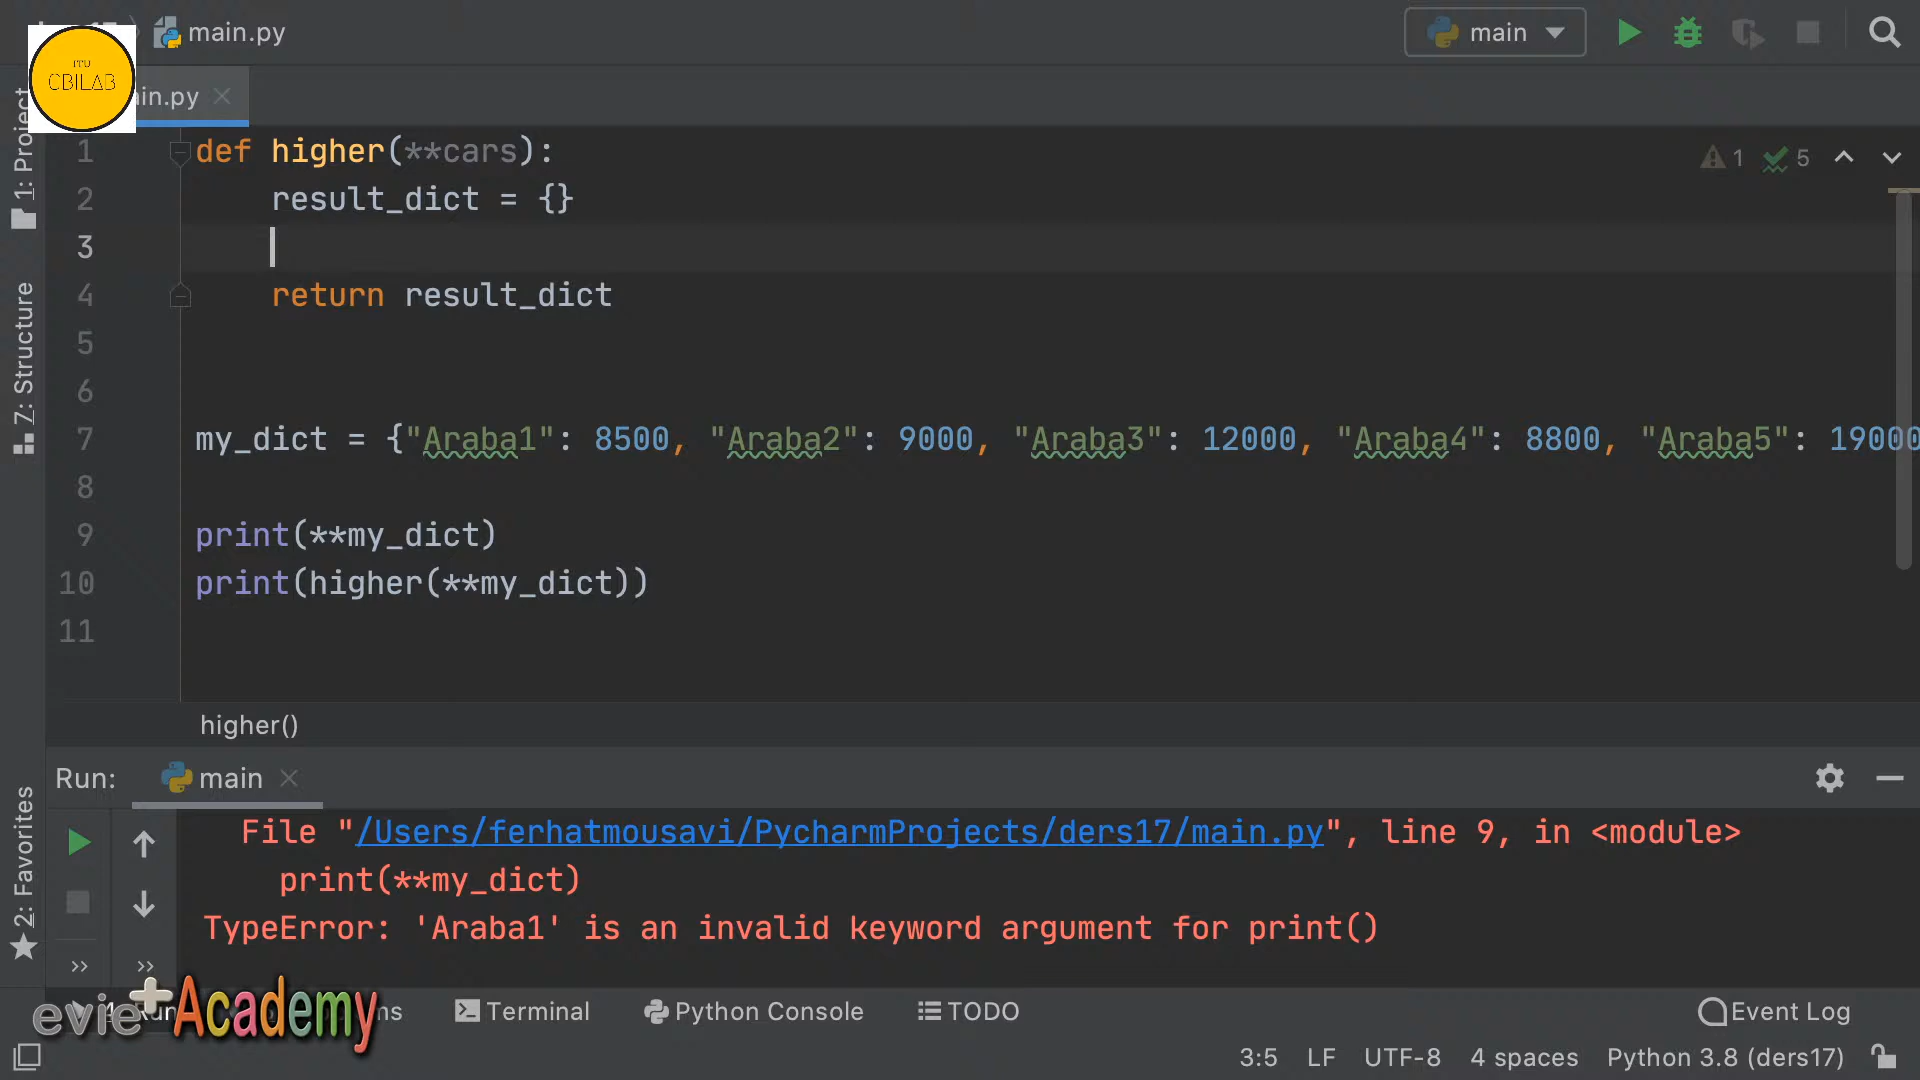 main.py
main
ITU
CBILAB
in.py
1: Project
1 def higher(**cars):
1 5
2 result_dict = {}
3
4 return result_dict
5
6
7 my_dict = {"Araba1": 8500, "Araba2": 9000, "Araba3": 12000, "Araba4": 8800, "Araba5": 19000
8
9 print(**my_dict)
10 print(higher(**my_dict))
11
7: Structure
higher()
Run: main
2: Favorites
File "/Users/ferhatmousavi/PycharmProjects/ders17/main.py", line 9, in <module>
print(**my_dict)
TypeError: 'Araba1' is an invalid keyword argument for print()
evie+Academy
Terminal
Python Console
TODO
Event Log
3:5 LF UTF-8 4 spaces Python 3.8 (ders17)